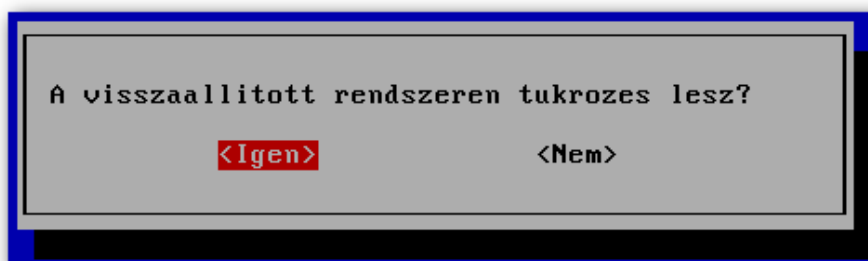 A visszaallitott rendszeren tukrozes lesz?
<Igen> <Nem>